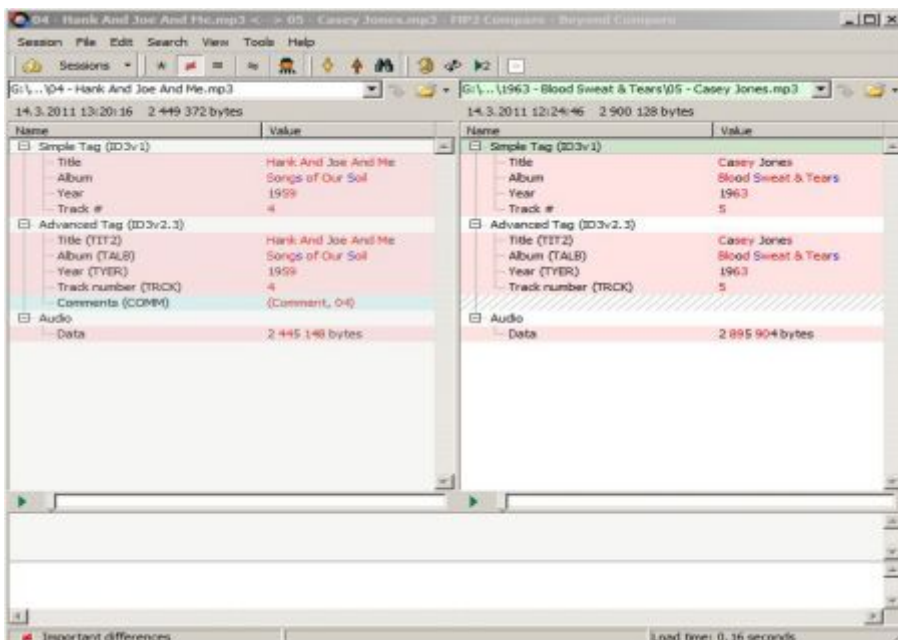 04 - Hank And Joe And Me.mp3 <--> 05 - Casey Jones.mp3 - MP3 Compare - Beyond Compare
Session File Edit Search View Tools Help
Sessions
G:\...\04 - Hank And Joe And Me.mp3
14.3.2011 13:20:16 2 449 372 bytes
Name Value
Simple Tag (ID3v1)
Title Hank And Joe And Me
Album Songs of Our Soil
Year 1959
Track # 4
Advanced Tag (ID3v2.3)
Title (TIT2) Hank And Joe And Me
Album (TALB) Songs of Our Soil
Year (TYER) 1959
Track number (TRCK) 4
Comments (COMM) (Comment, 04)
Audio
Data 2 445 148 bytes
G:\...\1963 - Blood Sweat & Tears\05 - Casey Jones.mp3
14.3.2011 12:24:46 2 900 128 bytes
Name Value
Simple Tag (ID3v1)
Title Casey Jones
Album Blood Sweat & Tears
Year 1963
Track # 5
Advanced Tag (ID3v2.3)
Title (TIT2) Casey Jones
Album (TALB) Blood Sweat & Tears
Year (TYER) 1963
Track number (TRCK) 5
Audio
Data 2 895 904 bytes
Important differences Load time: 0,16 seconds